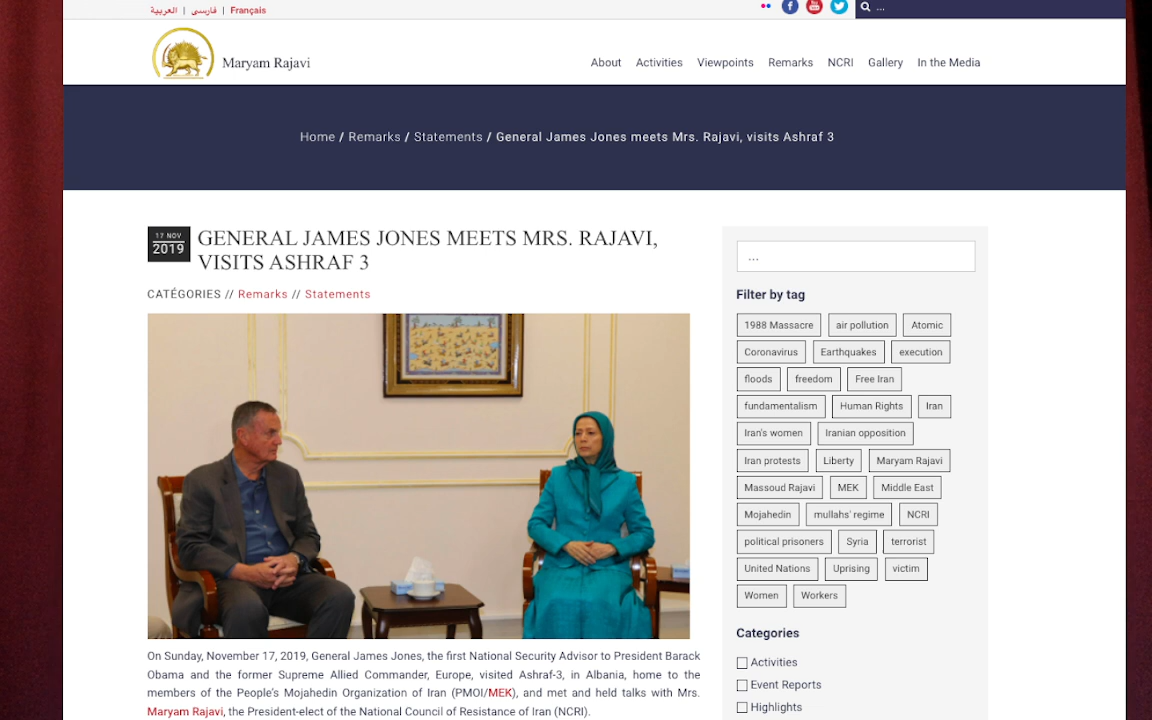 العربية | فارسى | Français
...
Maryam Rajavi
About Activities Viewpoints Remarks NCRI Gallery In the Media
Home / Remarks / Statements / General James Jones meets Mrs. Rajavi, visits Ashraf 3
17 NOV
2019
GENERAL JAMES JONES MEETS MRS. RAJAVI,
VISITS ASHRAF 3
CATÉGORIES // Remarks // Statements
On Sunday, November 17, 2019, General James Jones, the first National Security Advisor to President Barack
Obama and the former Supreme Allied Commander, Europe, visited Ashraf-3, in Albania, home to the
members of the People's Mojahedin Organization of Iran (PMOI/MEK), and met and held talks with Mrs.
Maryam Rajavi, the President-elect of the National Council of Resistance of Iran (NCRI).
...
Filter by tag
1988 Massacre air pollution Atomic
Coronavirus Earthquakes execution
floods freedom Free Iran
fundamentalism Human Rights Iran
Iran's women Iranian opposition
Iran protests Liberty Maryam Rajavi
Massoud Rajavi MEK Middle East
Mojahedin mullahs' regime NCRI
political prisoners Syria terrorist
United Nations Uprising victim
Women Workers
Categories
Activities
Event Reports
Highlights